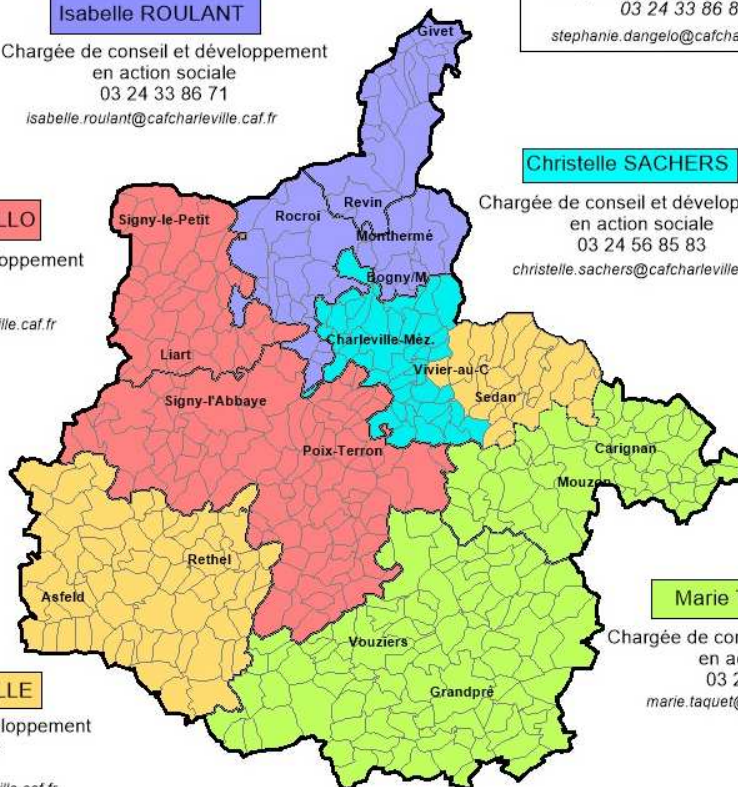 Isabelle ROULANT
Chargée de conseil et développement
en action sociale
03 24 33 86 71
isabelle.roulant@cafcharleville.caf.fr
03 24 33 86 8
stephanie.dangelo@cafcha
Christelle SACHERS
Chargée de conseil et dévelop
en action sociale
03 24 56 85 83
christelle.sachers@cafcharleville
LLO
oppement
lle.caf.fr
Givet
Revin
Rocroi
Signy-le-Petit
Monthermé
Bogny/M
Charleville-Méz.
Liart
Vivier-au-C
Sedan
Signy-l'Abbaye
Poix-Terron
Carignan
Mouzon
Rethel
Asfeld
Vouziers
Grandpré
Marie
Chargée de con
en a
03 2
marie.taquet@
LLE
loppement